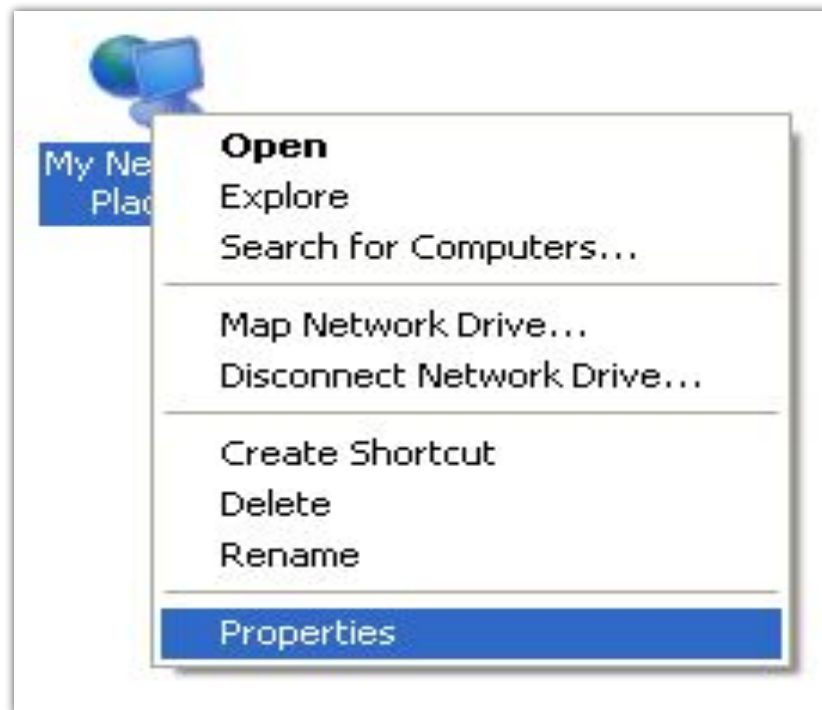 My Ne
Plac
Open
Explore
Search for Computers...
Map Network Drive...
Disconnect Network Drive...
Create Shortcut
Delete
Rename
Properties